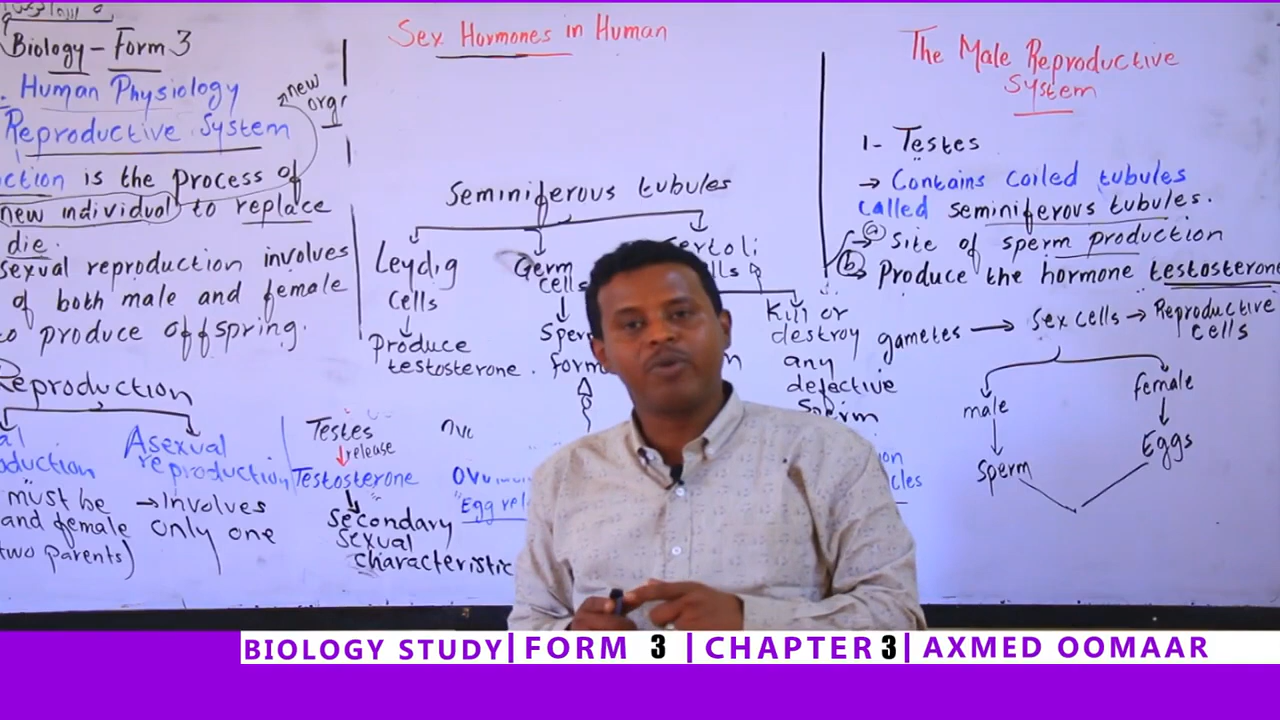 Biology - Form 3
Human Physiology
Reproductive System
new
is the process of
new individual to replace
die.
sexual reproduction involves
of both male and female
to produce offspring.
Reproduction
Asexual
reproduction
must be
and female
two parents)
→ Involves
only one
Sex Hormones in Human
Seminiferous tubules
Leydig
cells
Produce
testosterone.
Germ
cells
Kill or
destroy
any
defective
Sperm
Testes
release
Testosterone
Secondary
sexual
characteristic
The Male Reproductive
System
1- Testes
→ Contains coiled tubules
called seminiferous tubules.
(a) Site of sperm production
(b) Produce the hormone testosterone
gametes → Sex cells → Reproductive
cells
male
Sperm
female
Eggs
BIOLOGY STUDY| FORM 3 | CHAPTER 3| AXMED OOMAAR